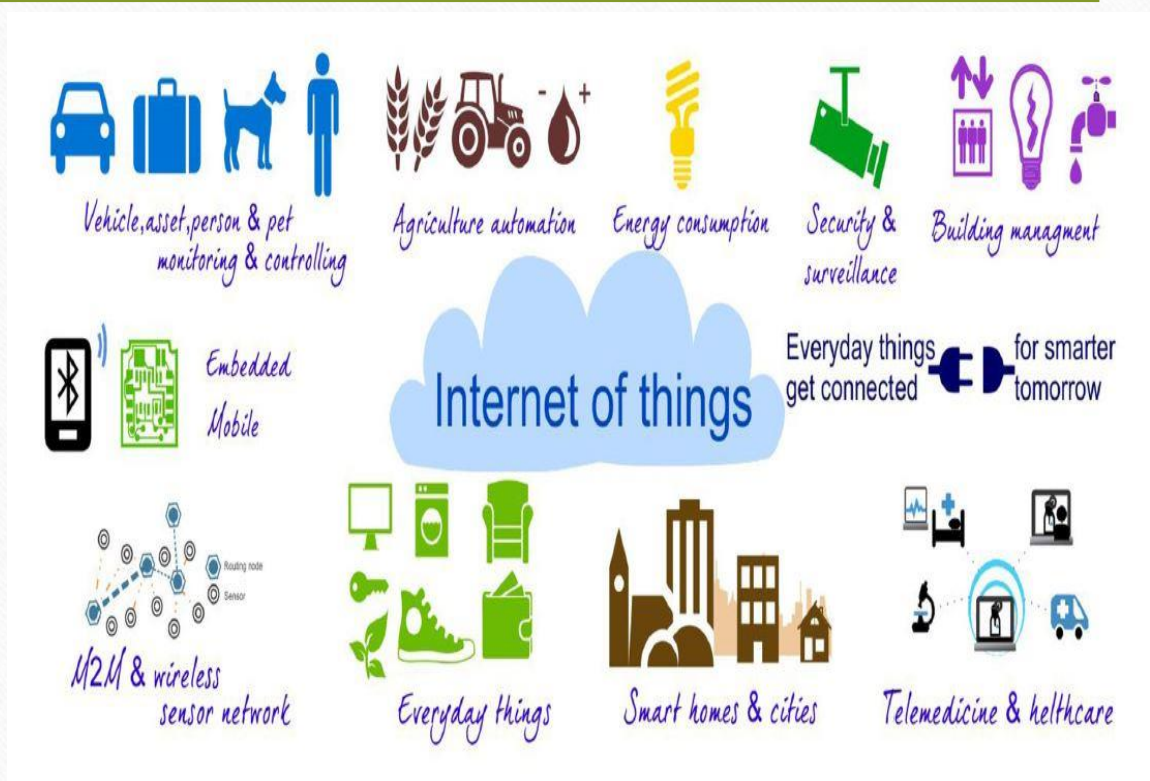 Vehicle,asset,person & pet
monitoring & controlling
Agriculture automation
- +
Energy consumption
Security &
surveillance
Building managment
Embedded
Mobile
Internet of things
Everyday things
get connected
for smarter
tomorrow
Routing node
Sensor
M2M & wireless
sensor network
Everyday things
Smart homes & cities
Telemedicine & helthcare